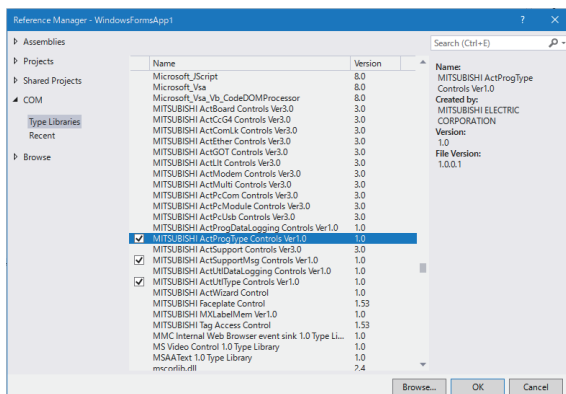 Reference Manager - WindowsFormsApp1
? ×
Assemblies
Projects
Shared Projects
COM
Type Libraries
Recent
Browse
Search (Ctrl+E)
Name Version
Microsoft_JScript 8.0
Microsoft_Vsa 8.0
Microsoft_Vsa_Vb_CodeDOMProcessor 8.0
MITSUBISHI ActBoard Controls Ver3.0 3.0
MITSUBISHI ActCcG4 Controls Ver3.0 3.0
MITSUBISHI ActComLk Controls Ver3.0 3.0
MITSUBISHI ActEther Controls Ver3.0 3.0
MITSUBISHI ActGOT Controls Ver3.0 3.0
MITSUBISHI ActLlt Controls Ver3.0 3.0
MITSUBISHI ActModem Controls Ver3.0 3.0
MITSUBISHI ActMulti Controls Ver3.0 3.0
MITSUBISHI ActPcCom Controls Ver3.0 3.0
MITSUBISHI ActPcModule Controls Ver3.0 3.0
MITSUBISHI ActPcUsb Controls Ver3.0 3.0
MITSUBISHI ActProgDataLogging Controls Ver1.0 1.0
MITSUBISHI ActProgType Controls Ver1.0 1.0
MITSUBISHI ActSupport Controls Ver3.0 3.0
MITSUBISHI ActSupportMsg Controls Ver1.0 1.0
MITSUBISHI ActUtlDataLogging Controls Ver1.0 1.0
MITSUBISHI ActUtlType Controls Ver1.0 1.0
MITSUBISHI ActWizard Control 1.0
MITSUBISHI Faceplate Control 1.53
MITSUBISHI MXLabelMem Ver1.0 1.0
MITSUBISHI Tag Access Control 1.53
MMC Internal Web Browser event sink 1.0 Type Li... 1.0
MS Video Control 1.0 Type Library 1.0
MSAAText 1.0 Type Library 1.0
mscorlib.dll 2.4
Name:
MITSUBISHI ActProgType
Controls Ver1.0
Created by:
MITSUBISHI ELECTRIC
CORPORATION
Version:
1.0
File Version:
1.0.0.1
Browse... OK Cancel